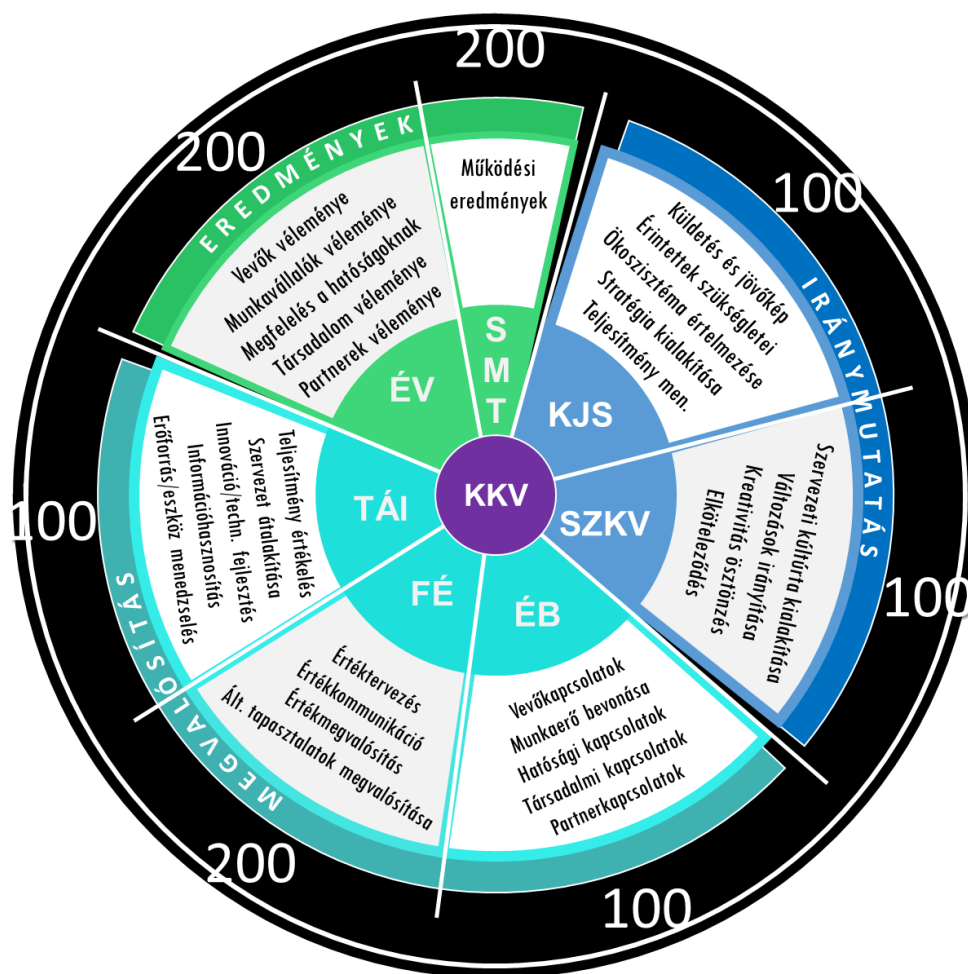 200
Működési
eredmények
SMT
100
IRÁNYMUTATÁS
Küldetés és jövőkép
Érintettek szükségletei
Ökoszisztéma értelmezése
Stratégia kialakítása
Teljesítmény men.
KJS
100
Szervezeti kúltúrta kialakítása
Változások irányítása
Kreativitás ösztönzés
Elköteleződés
SZKV
100
Vevőkapcsolatok
Munkaerő bevonása
Hatósági kapcsolatok
Társadalmi kapcsolatok
Partnerkapcsolatok
ÉB
200
MEGVALÓSÍTÁS
Értéktervezés
Értékkommunikáció
Értékmegvalósítás
Ált. tapasztalatok megvalósítása
FÉ
100
Teljesítmény értékelés
Szervezet átalakítása
Innováció/techn. fejlesztés
Információhasznosítás
Erőforrás/eszköz menedzselés
TÁI
200
EREDMÉNYEK
Vevők véleménye
Munkavállalók véleménye
Megfelelés a hatóságoknak
Társadalom véleménye
Partnerek véleménye
ÉV
KKV